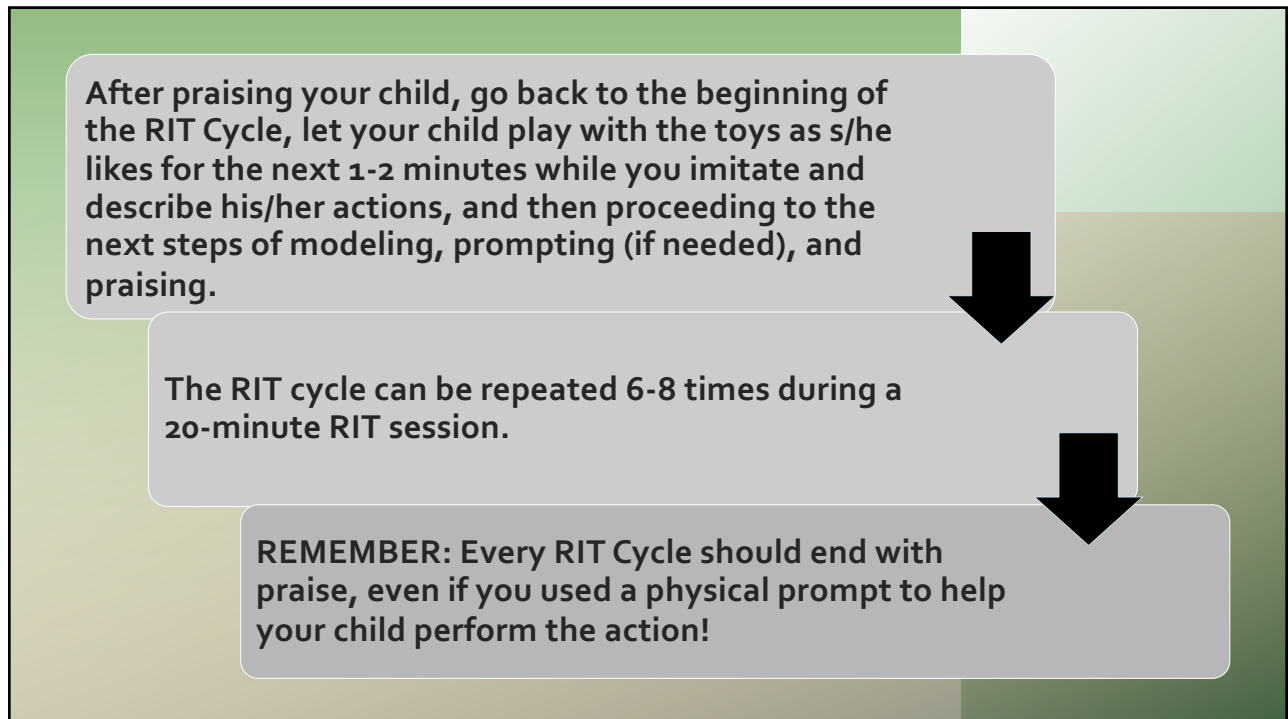 After praising your child, go back to the beginning of
the RIT Cycle, let your child play with the toys as s/he
likes for the next 1-2 minutes while you imitate and
describe his/her actions, and then proceeding to the
next steps of modeling, prompting (if needed), and
praising.
The RIT cycle can be repeated 6-8 times during a
20-minute RIT session.
REMEMBER: Every RIT Cycle should end with
praise, even if you used a physical prompt to help
your child perform the action!